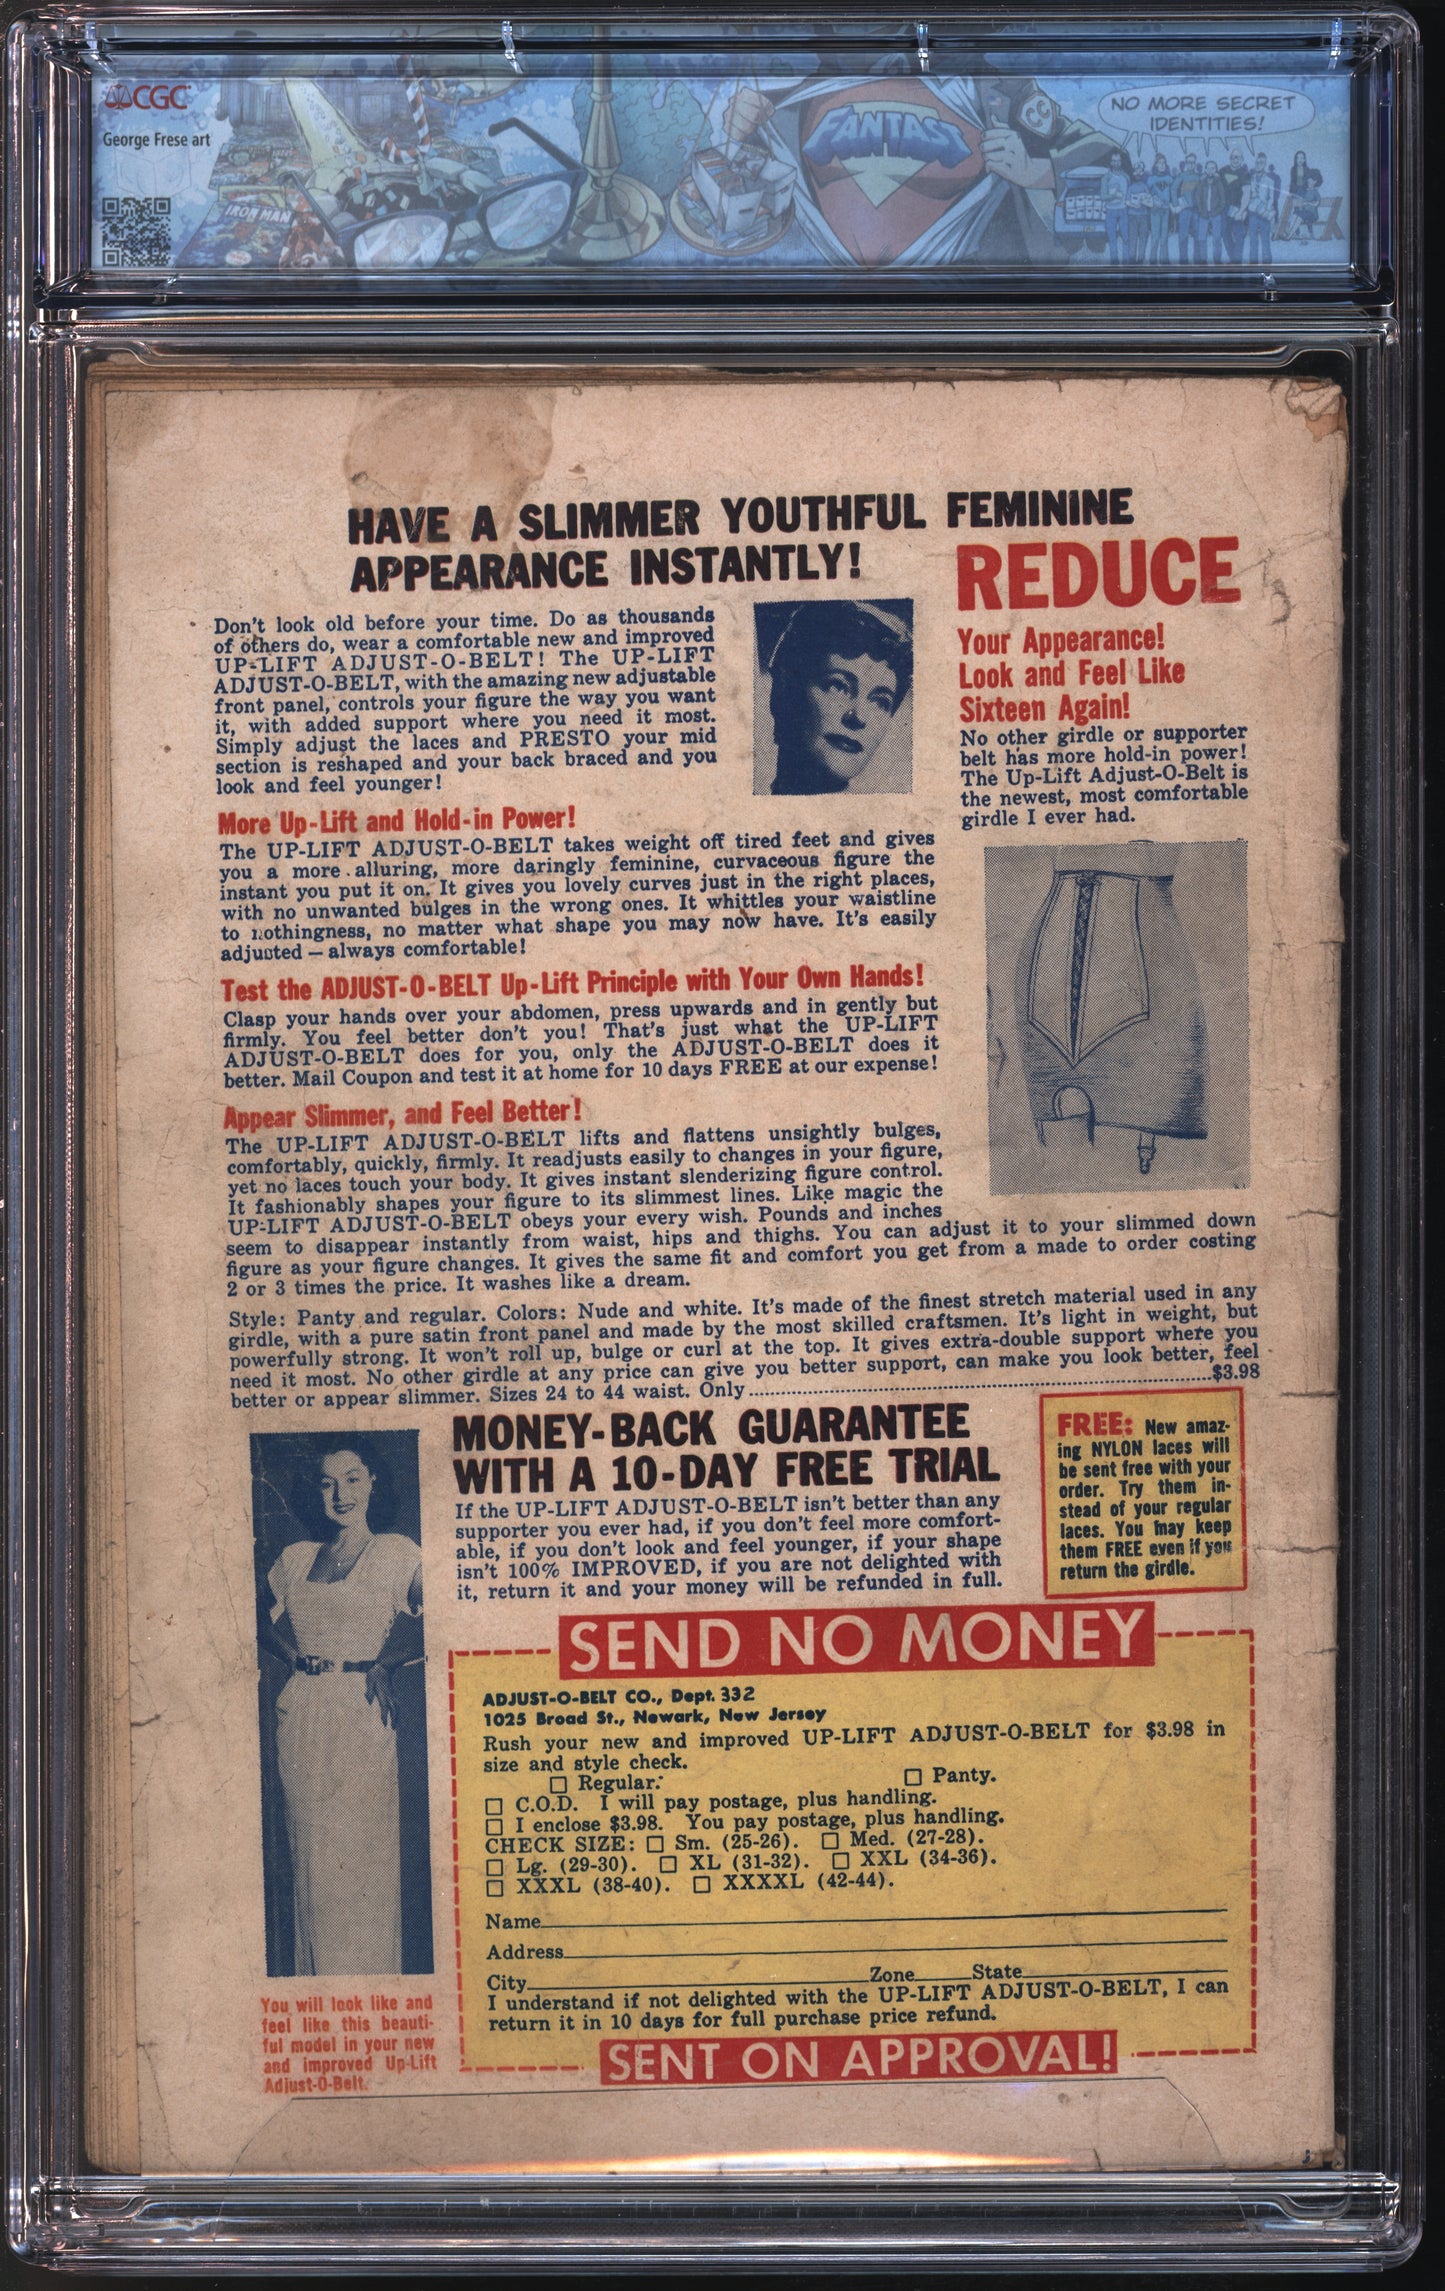 CGC
George Frese art
IRON MAN
FANTAST
NO MORE SECRET
IDENTITIES!
HAVE A SLIMMER YOUTHFUL FEMININE
APPEARANCE INSTANTLY!
Don't look old before your time. Do as thousands
of others do, wear a comfortable new and improved
UP-LIFT ADJUST-O-BELT! The UP-LIFT
ADJUST-O-BELT, with the amazing new adjustable
front panel, controls your figure the way you want
it, with added support where you need it most.
Simply adjust the laces and PRESTO your mid
section is reshaped and your back braced and you
look and feel younger!
REDUCE
Your Appearance!
Look and Feel Like
Sixteen Again!
No other girdle or supporter
belt has more hold-in power!
The Up-Lift Adjust-O-Belt is
the newest, most comfortable
girdle I ever had.
More Up-Lift and Hold-in Power!
The UP-LIFT ADJUST-O-BELT takes weight off tired feet and gives
you a more alluring, more daringly feminine, curvaceous figure the
instant you put it on. It gives you lovely curves just in the right places,
with no unwanted bulges in the wrong ones. It whittles your waistline
to nothingness, no matter what shape you may now have. It's easily
adjusted — always comfortable!
Test the ADJUST-O-BELT Up-Lift Principle with Your Own Hands!
Clasp your hands over your abdomen, press upwards and in gently but
firmly. You feel better don't you! That's just what the UP-LIFT
ADJUST-O-BELT does for you, only the ADJUST-O-BELT does it
better. Mail Coupon and test it at home for 10 days FREE at our expense!
Appear Slimmer, and Feel Better!
The UP-LIFT ADJUST-O-BELT lifts and flattens unsightly bulges,
comfortably, quickly, firmly. It readjusts easily to changes in your figure,
yet no laces touch your body. It gives instant slenderizing figure control.
It fashionably shapes your figure to its slimmest lines. Like magic the
UP-LIFT ADJUST-O-BELT obeys your every wish. Pounds and inches
seem to disappear instantly from waist, hips and thighs. You can adjust it to your slimmed down
figure as your figure changes. It gives the same fit and comfort you get from a made to order costing
2 or 3 times the price. It washes like a dream.
Style: Panty and regular. Colors: Nude and white. It's made of the finest stretch material used in any
girdle, with a pure satin front panel and made by the most skilled craftsmen. It's light in weight, but
powerfully strong. It won't roll up, bulge or curl at the top. It gives extra-double support where you
need it most. No other girdle at any price can give you better support, can make you look better, feel
better or appear slimmer. Sizes 24 to 44 waist. Only ........ $3.98
MONEY-BACK GUARANTEE
WITH A 10-DAY FREE TRIAL
If the UP-LIFT ADJUST-O-BELT isn't better than any
supporter you ever had, if you don't feel more comfort-
able, if you don't look and feel younger, if your shape
isn't 100% IMPROVED, if you are not delighted with
it, return it and your money will be refunded in full.
FREE: New amaz-
ing NYLON laces will
be sent free with your
order. Try them in-
stead of your regular
laces. You may keep
them FREE even if you
return the girdle.
SEND NO MONEY
ADJUST-O-BELT CO., Dept. 332
1025 Broad St., Newark, New Jersey
Rush your new and improved UP-LIFT ADJUST-O-BELT for $3.98 in
size and style check.
☐ Regular. ☐ Panty.
☐ C.O.D. I will pay postage, plus handling.
☐ I enclose $3.98. You pay postage, plus handling.
CHECK SIZE: ☐ Sm. (25-26). ☐ Med. (27-28).
☐ Lg. (29-30). ☐ XL (31-32). ☐ XXL (34-36).
☐ XXXL (38-40). ☐ XXXXL (42-44).
Name
Address
City Zone State
I understand if not delighted with the UP-LIFT ADJUST-O-BELT, I can
return it in 10 days for full purchase price refund.
SENT ON APPROVAL!
You will look like and
feel like this beauti-
ful model in your new
and improved Up-Lift
Adjust-O-Belt.